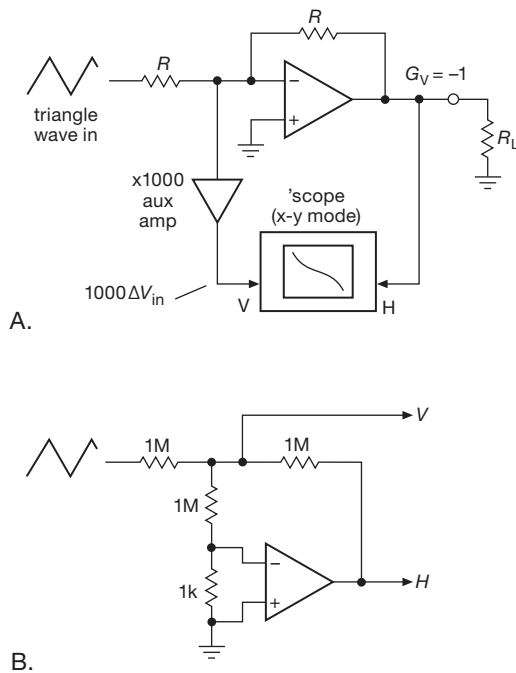 R
R
G_V = −1
triangle
wave in
−
+
R_L
x1000
aux
amp
'scope
(x-y mode)
1000ΔV_in
V
H
A.
1M
1M
V
1M
−
1k
+
H
B.